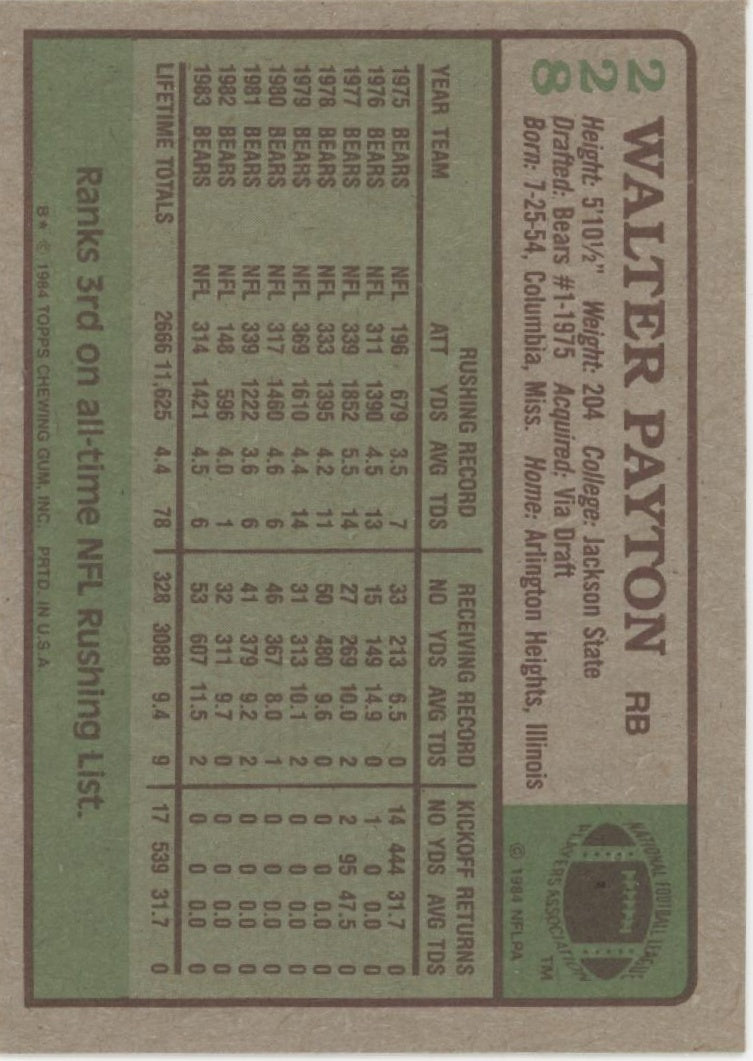 228
WALTER PAYTON RB
Height: 5'10½" Weight: 204 College: Jackson State
Drafted: Bears #1-1975 Acquired: Via Draft
Born: 7-25-54, Columbia, Miss. Home: Arlington Heights, Illinois
NATIONAL FOOTBALL LEAGUE
PLAYERS ASSOCIATION
TM
© 1984 NFLPA
RUSHING RECORD RECEIVING RECORD KICKOFF RETURNS
YEAR TEAM ATT YDS AVG TDS NO YDS AVG TDS NO YDS AVG TDS
1975 BEARS NFL 196 679 3.5 7 33 213 6.5 0 14 444 31.7 0
1976 BEARS NFL 311 1390 4.5 13 15 149 14.9 0 1 0 0.0 0
1977 BEARS NFL 339 1852 5.5 14 27 269 10.0 2 2 95 47.5 0
1978 BEARS NFL 333 1395 4.2 11 50 480 9.6 0 0 0 0.0 0
1979 BEARS NFL 369 1610 4.4 14 31 313 10.1 2 0 0 0.0 0
1980 BEARS NFL 317 1460 4.6 6 46 367 8.0 1 0 0 0.0 0
1981 BEARS NFL 339 1222 3.6 6 41 379 9.2 2 0 0 0.0 0
1982 BEARS NFL 148 596 4.0 1 32 311 9.7 0 0 0 0.0 0
1983 BEARS NFL 314 1421 4.5 6 53 607 11.5 2 0 0 0.0 0
LIFETIME TOTALS 2666 11,625 4.4 78 328 3088 9.4 9 17 539 31.7 0
Ranks 3rd on all-time NFL Rushing List.
B★ © 1984 TOPPS CHEWING GUM, INC. PRTD. IN U.S.A.